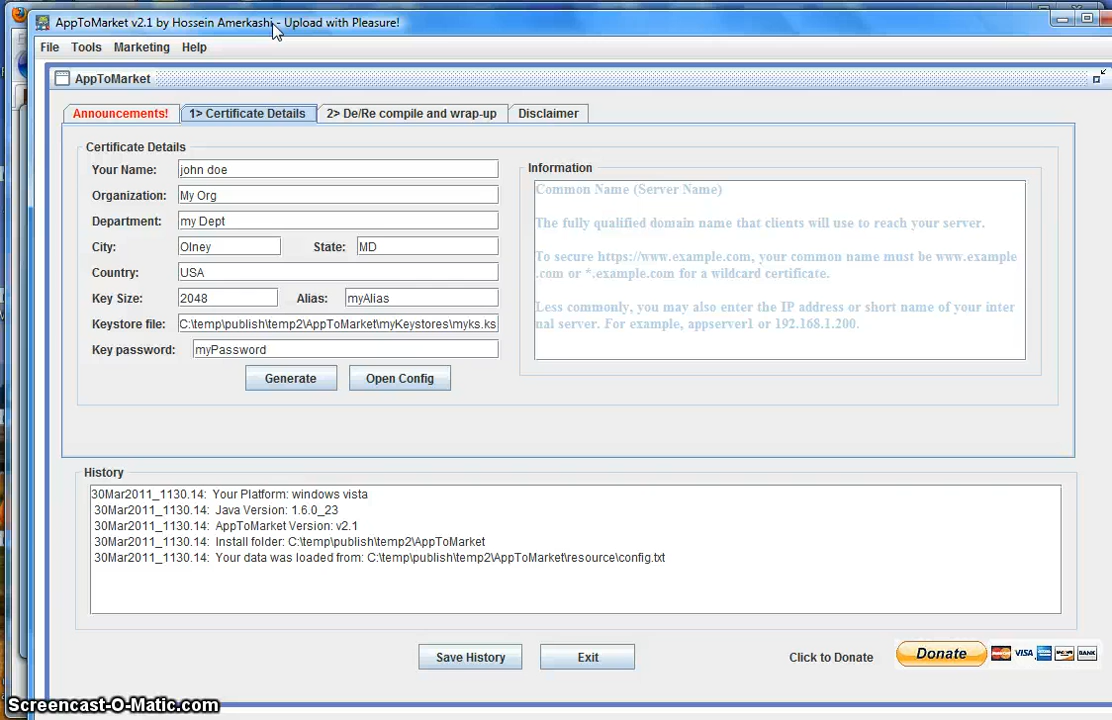 AppToMarket v2.1 by Hossein Amerkashi - Upload with Pleasure!
File Tools Marketing Help
AppToMarket
Announcements! 1> Certificate Details 2> De/Re compile and wrap-up Disclaimer
Certificate Details
Your Name: john doe
Organization: My Org
Department: my Dept
City: Olney State: MD
Country: USA
Key Size: 2048 Alias: myAlias
Keystore file: C:\temp\publish\temp2\AppToMarket\myKeystores\myks.ks
Key password: myPassword
Generate Open Config
Information
Common Name (Server Name)
The fully qualified domain name that clients will use to reach your server.
To secure https://www.example.com, your common name must be www.example
.com or *.example.com for a wildcard certificate.
Less commonly, you may also enter the IP address or short name of your inter
nal server. For example, appserver1 or 192.168.1.200.
History
30Mar2011_1130.14: Your Platform: windows vista
30Mar2011_1130.14: Java Version: 1.6.0_23
30Mar2011_1130.14: AppToMarket Version: v2.1
30Mar2011_1130.14: Install folder: C:\temp\publish\temp2\AppToMarket
30Mar2011_1130.14: Your data was loaded from: C:\temp\publish\temp2\AppToMarket\resource\config.txt
Save History Exit Click to Donate Donate VISA BANK
Screencast-O-Matic.com